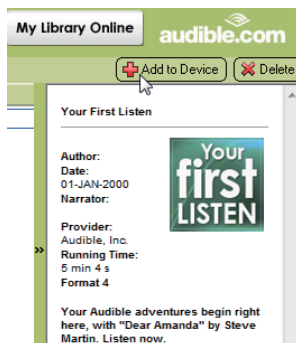 My Library Online
audible.com
Add to Device
Delete
Your First Listen
Author:
Date:
01-JAN-2000
Narrator:
Your
first
LISTEN
Provider:
Audible, Inc.
Running Time:
5 min 4 s
Format 4
»
Your Audible adventures begin right
here, with "Dear Amanda" by Steve
Martin. Listen now.